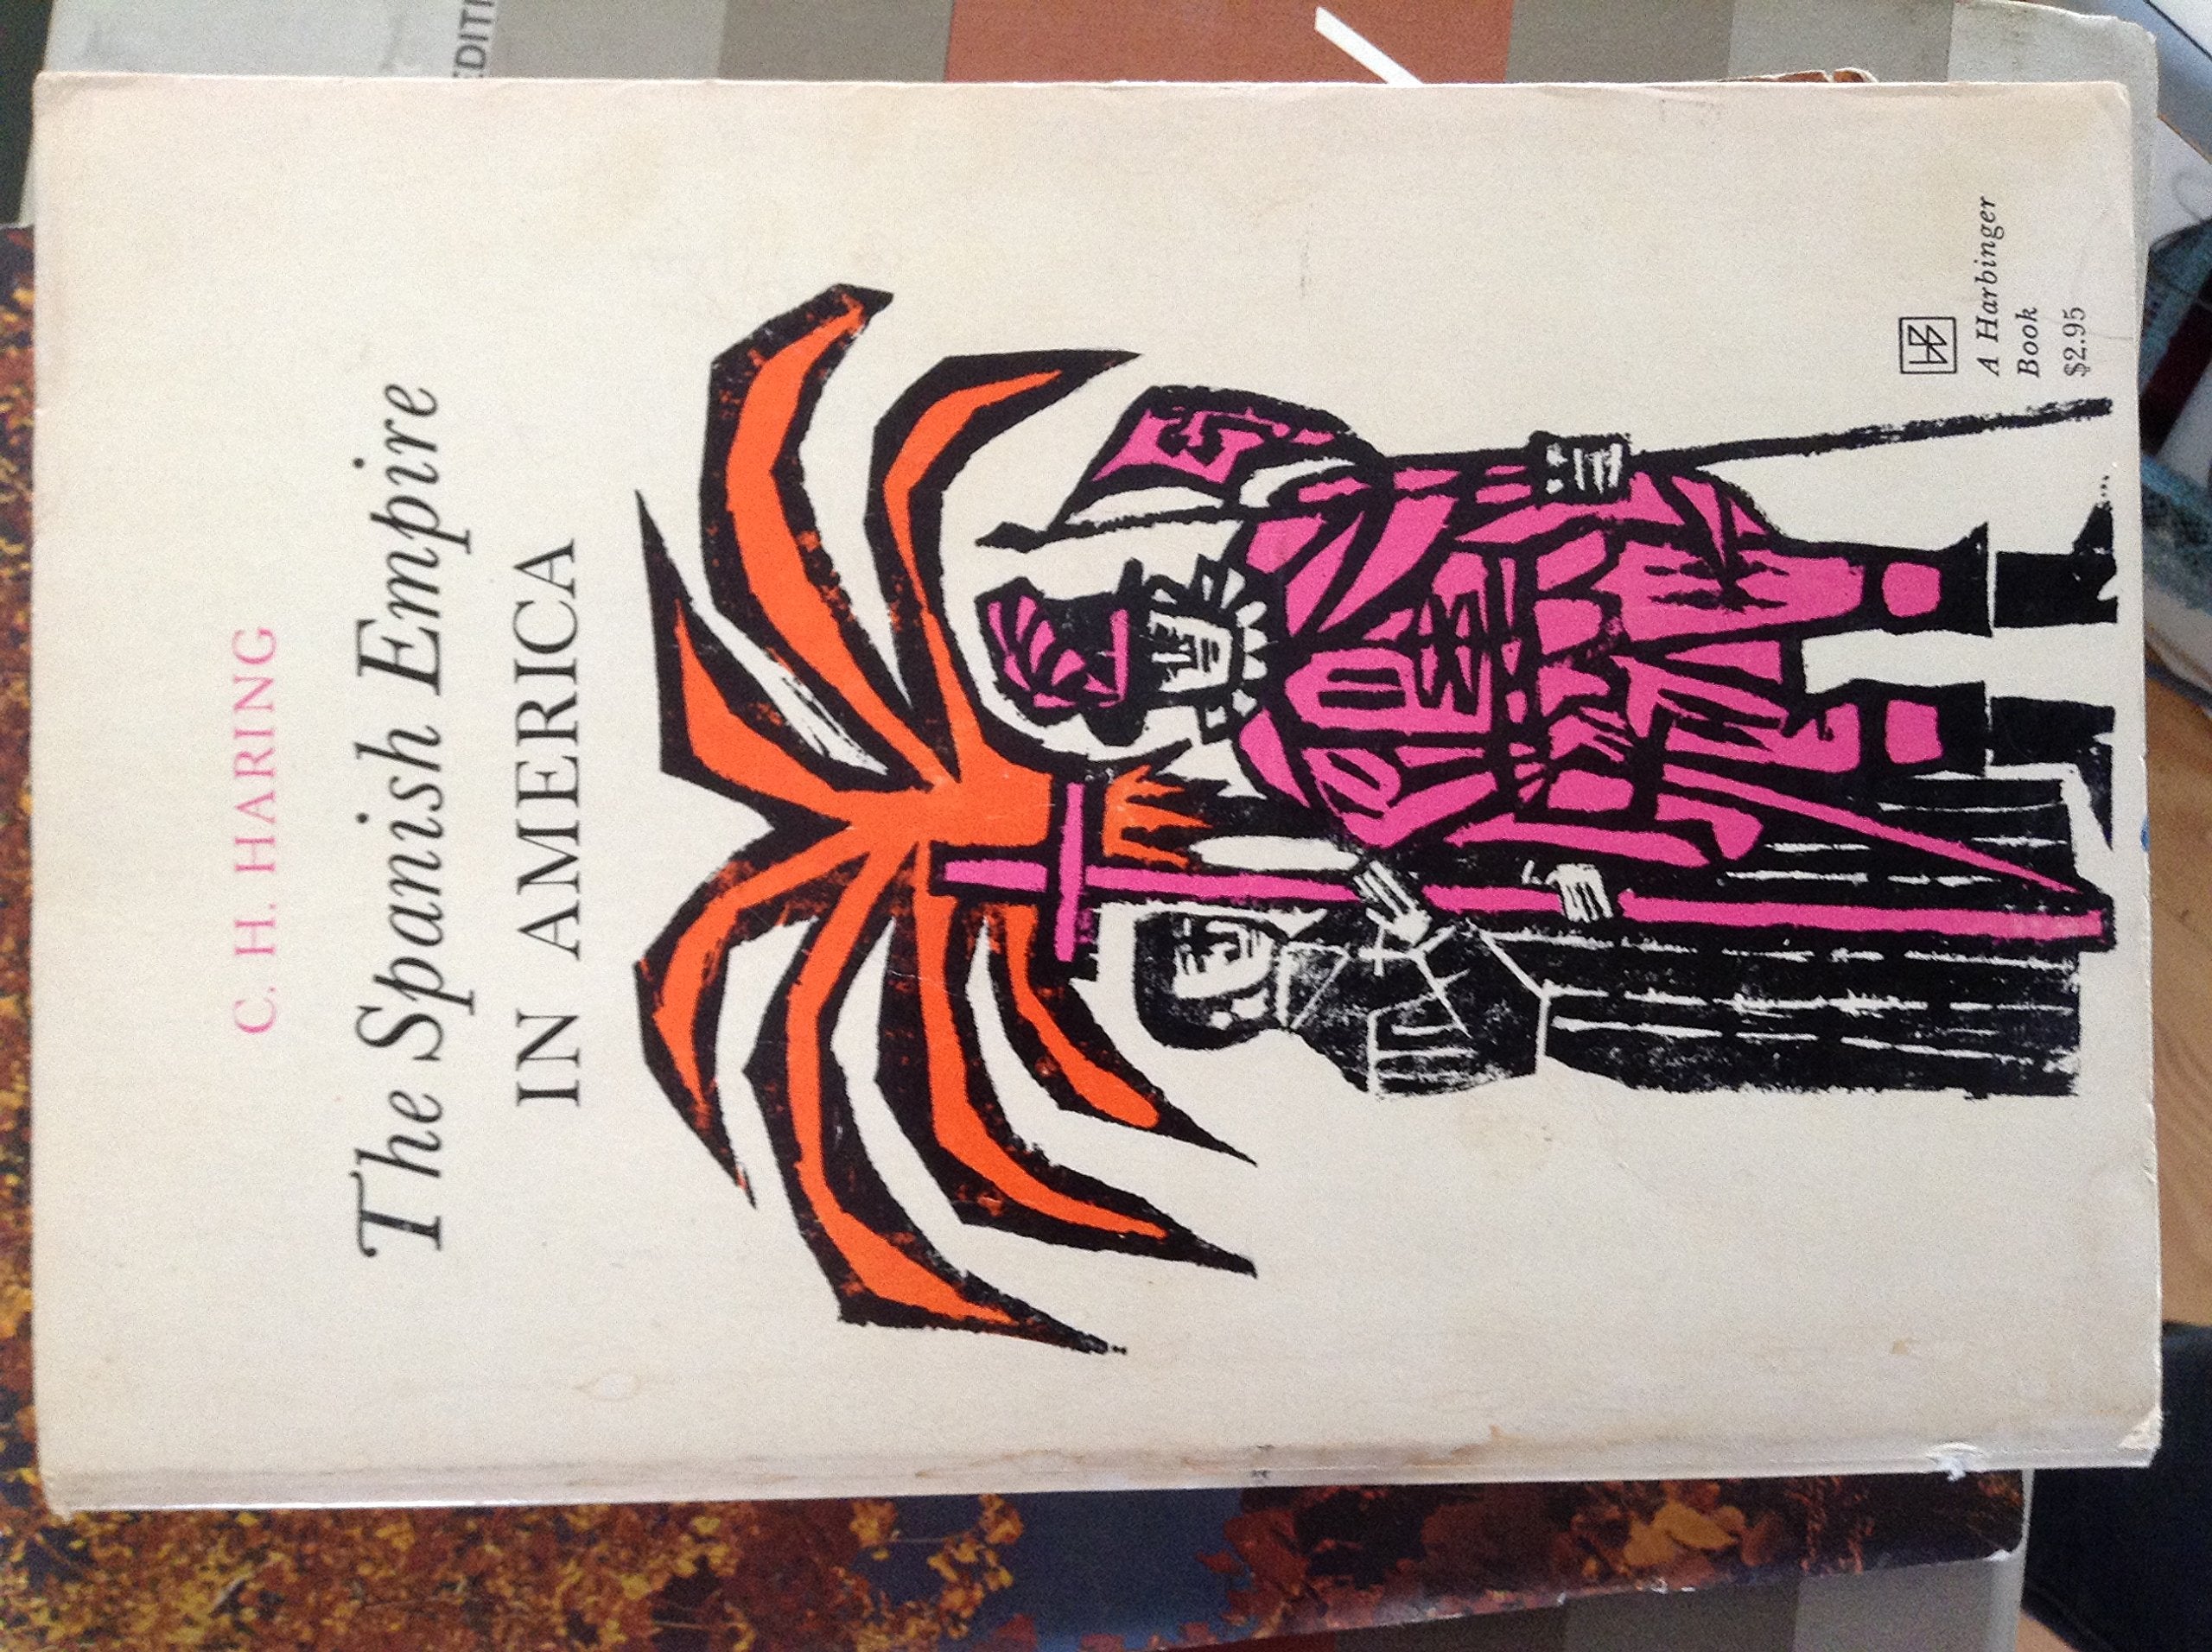 C. H. HARING
The Spanish Empire
IN AMERICA
A Harbinger
Book
$2.95